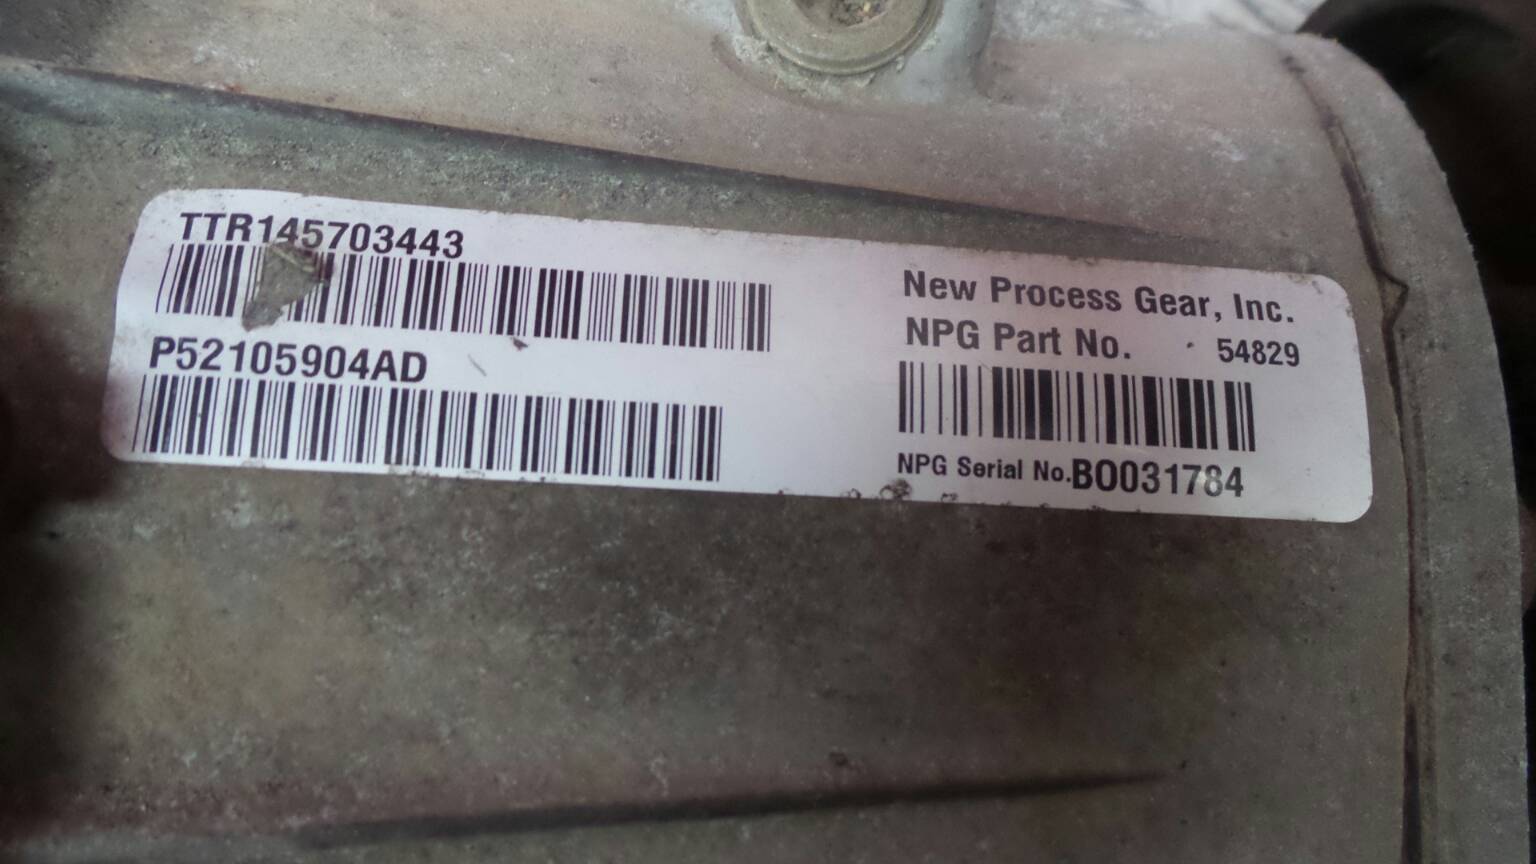 TTR145703443
P52105904AD
New Process Gear, Inc.
NPG Part No. 54829
NPG Serial No.BO031784